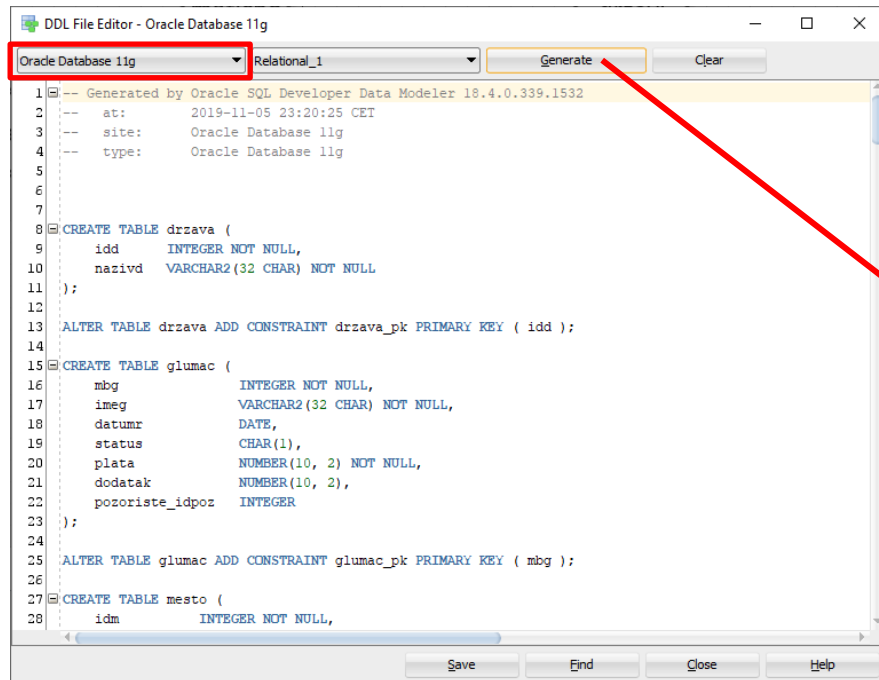 DDL File Editor - Oracle Database 11g
Oracle Database 11g Relational_1 Generate Clear
1 -- Generated by Oracle SQL Developer Data Modeler 18.4.0.339.1532
2 -- at: 2019-11-05 23:20:25 CET
3 -- site: Oracle Database 11g
4 -- type: Oracle Database 11g
5
6
7
8 CREATE TABLE drzava (
9 idd INTEGER NOT NULL,
10 nazivd VARCHAR2(32 CHAR) NOT NULL
11 );
12
13 ALTER TABLE drzava ADD CONSTRAINT drzava_pk PRIMARY KEY ( idd );
14
15 CREATE TABLE glumac (
16 mbg INTEGER NOT NULL,
17 imeg VARCHAR2(32 CHAR) NOT NULL,
18 datumr DATE,
19 status CHAR(1),
20 plata NUMBER(10, 2) NOT NULL,
21 dodatak NUMBER(10, 2),
22 pozoriste_idpoz INTEGER
23 );
24
25 ALTER TABLE glumac ADD CONSTRAINT glumac_pk PRIMARY KEY ( mbg );
26
27 CREATE TABLE mesto (
28 idm INTEGER NOT NULL,
Save Find Close Help